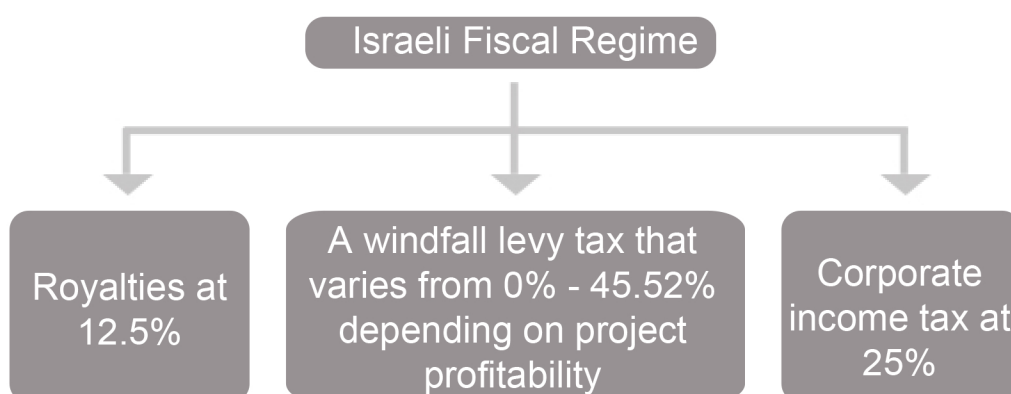 Israeli Fiscal Regime
Royalties at
12.5%
A windfall levy tax that
varies from 0% - 45.52%
depending on project
profitability
Corporate
income tax at
25%